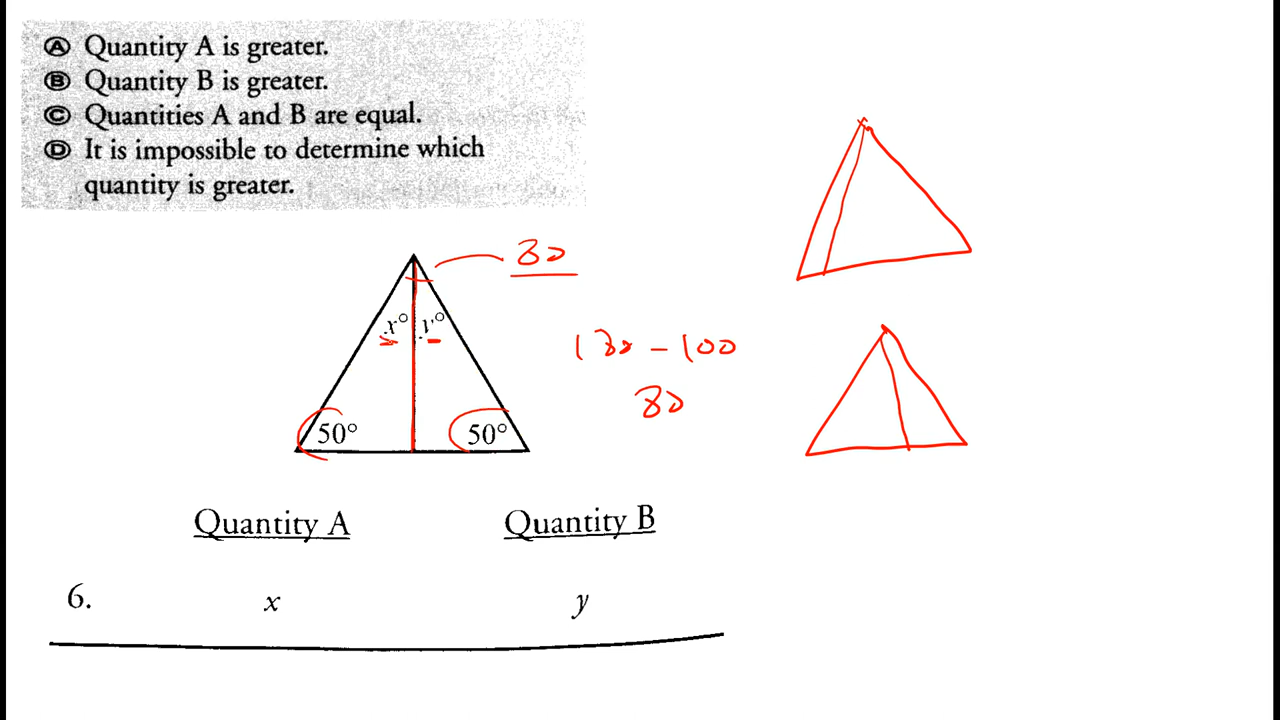 Ⓐ Quantity A is greater.
Ⓑ Quantity B is greater.
Ⓒ Quantities A and B are equal.
Ⓓ It is impossible to determine which
quantity is greater.
80
x° y°
180 - 100
80
50° 50°
Quantity A Quantity B
6. x y